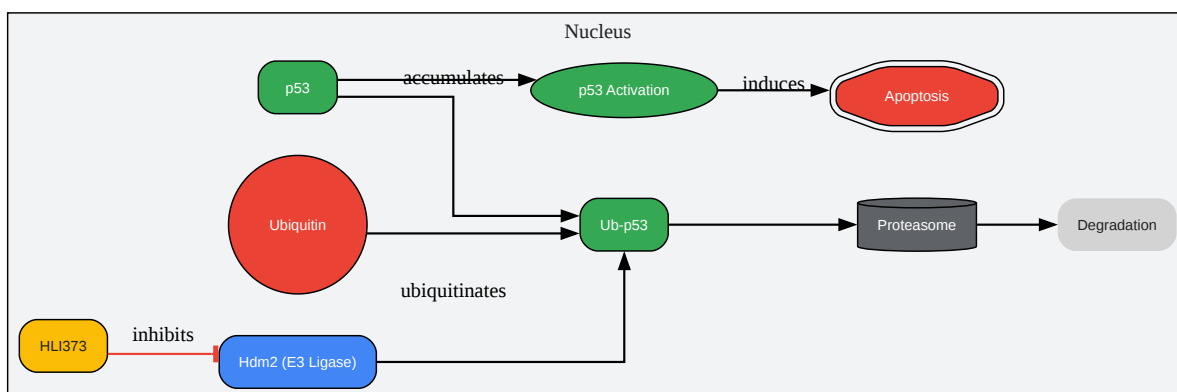 Nucleus
p53
accumulates
p53 Activation
induces
Apoptosis
Ubiquitin
Ub-p53
Proteasome
Degradation
ubiquitinates
HLI373
inhibits
Hdm2 (E3 Ligase)